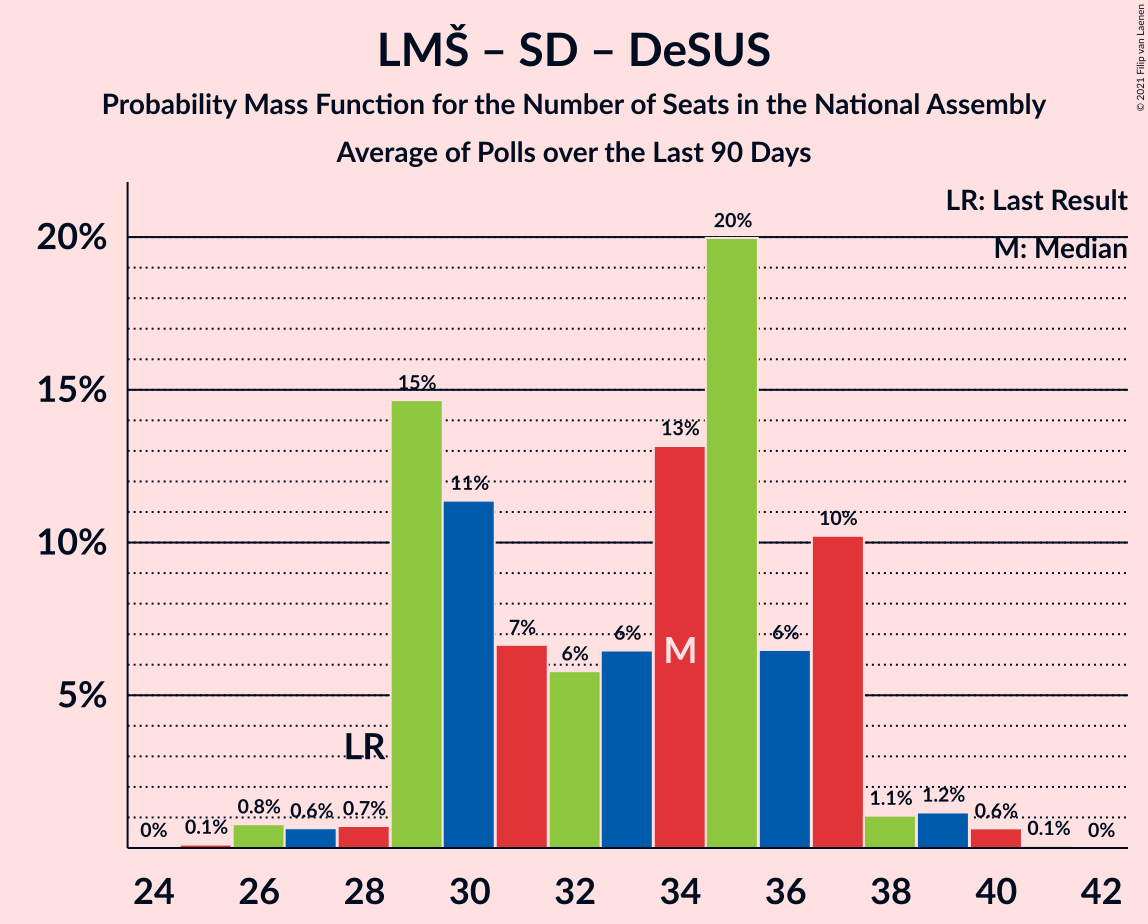 LMŠ – SD – DeSUS
Probability Mass Function for the Number of Seats in the National Assembly
Average of Polls over the Last 90 Days
© 2021 Filip van Laenen
LR: Last Result
M: Median
20%
15%
10%
5%
0%
0.1%
0.8%
0.6%
0.7%
15%
11%
7%
6%
6%
13%
20%
6%
10%
1.1%
1.2%
0.6%
0.1%
0%
LR
M
24 26 28 30 32 34 36 38 40 42